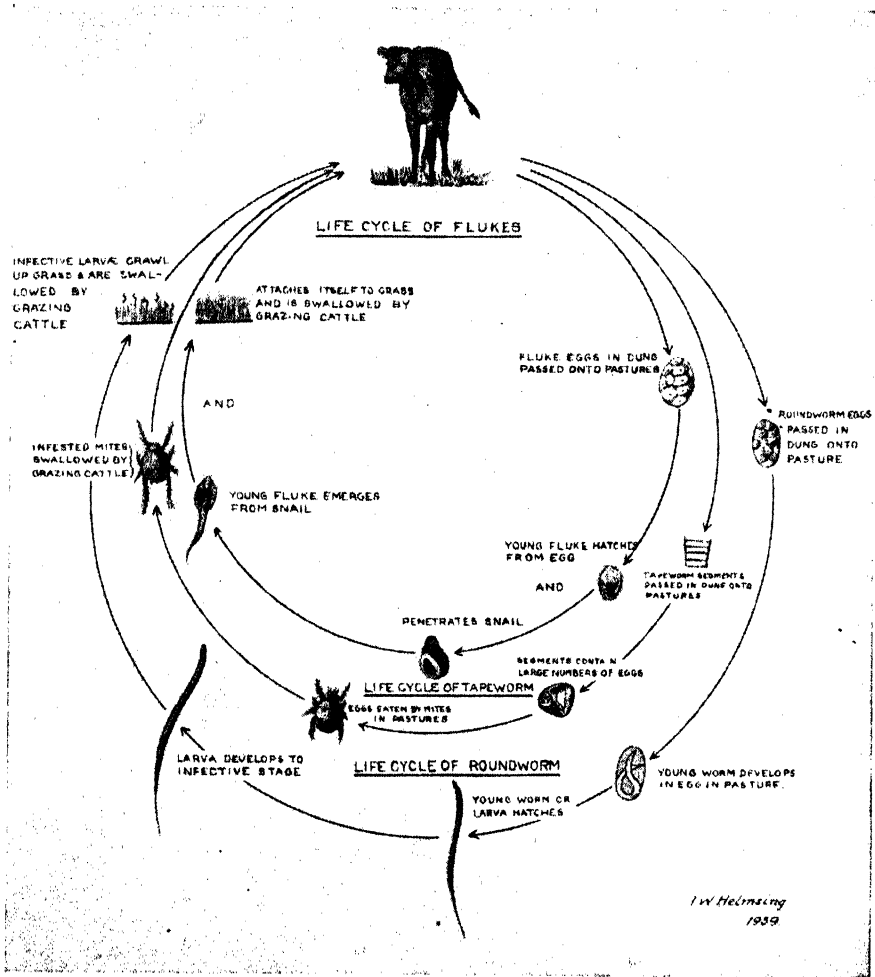 LIFE CYCLE OF FLUKES
INFECTIVE LARVÆ CRAWL
UP GRASS & ARE SWAL-
LOWED BY
GRAZING
CATTLE
ATTACHES ITSELF TO GRASS
AND IS SWALLOWED BY
GRAZING CATTLE
FLUKE EGGS IN DUNG
PASSED ONTO PASTURES
AND
ROUNDWORM EGGS
PASSED IN
DUNG ONTO
PASTURE
INFESTED MITES
SWALLOWED BY
GRAZING CATTLE
YOUNG FLUKE EMERGES
FROM SNAIL
YOUNG FLUKE HATCHES
FROM EGG
AND
TAPEWORM SEGMENTS
PASSED IN DUNG ONTO
PASTURES
PENETRATES SNAIL
SEGMENTS CONTAIN
LARGE NUMBERS OF EGGS
LIFE CYCLE OF TAPEWORM
EGGS EATEN BY MITES
IN PASTURES
LARVA DEVELOPS TO
INFECTIVE STAGE
LIFE CYCLE OF ROUNDWORM
YOUNG WORM DEVELOPS
IN EGG IN PASTURE.
YOUNG WORM OR
LARVA HATCHES
I W Helmsing
1959